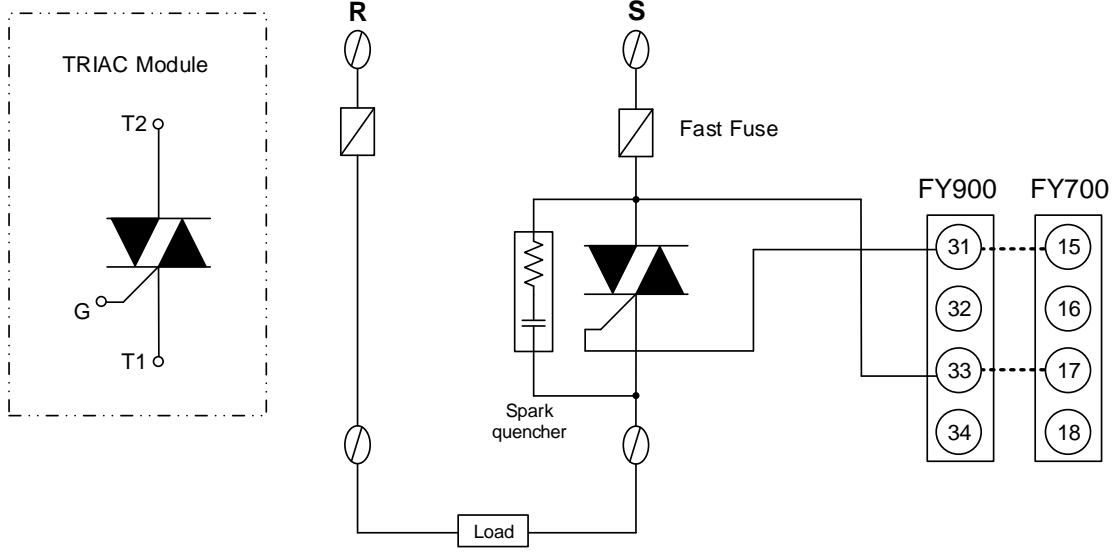 TRIAC Module
T2
G
T1
R
S
Fast Fuse
Spark
quencher
Load
FY900
FY700
31
15
32
16
33
17
34
18